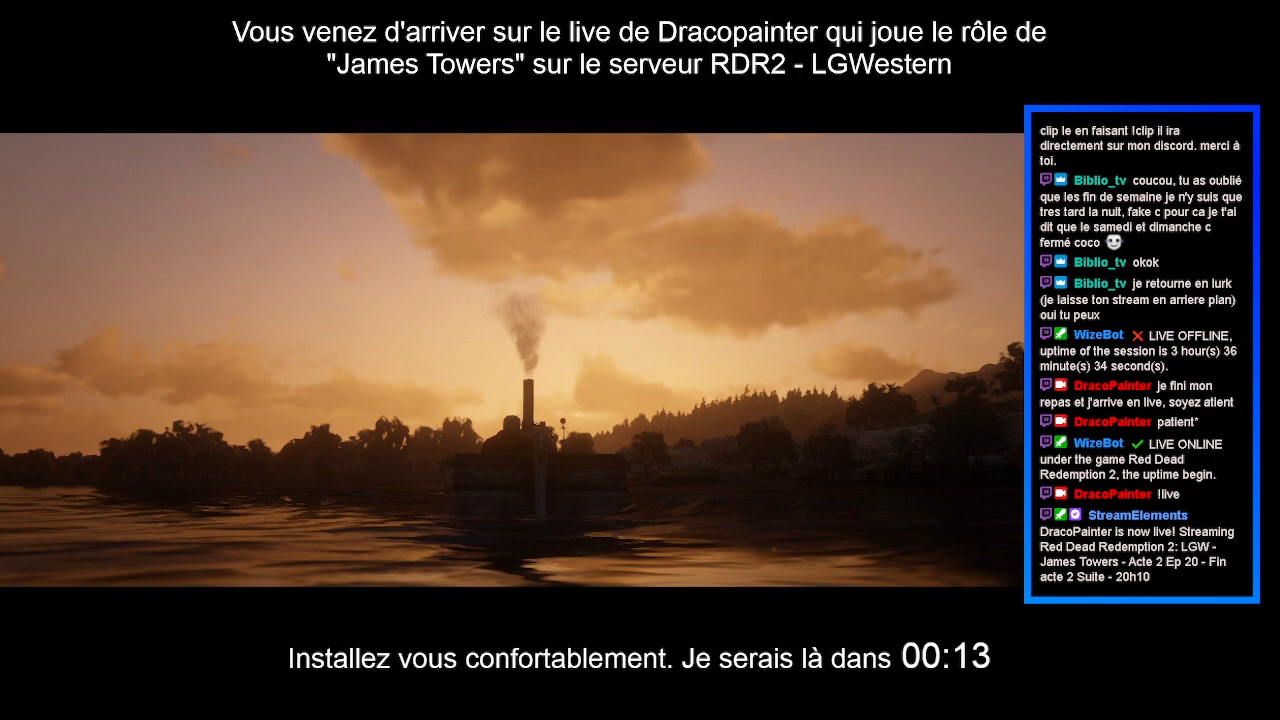 Vous venez d'arriver sur le live de Dracopainter qui joue le rôle de
"James Towers" sur le serveur RDR2 - LGWestern
clip le en faisant !clip il ira
directement sur mon discord. merci à
toi.
Biblio_tv coucou, tu as oublié
que les fin de semaine je n'y suis que
tres tard la nuit, fake c pour ca je t'ai
dit que le samedi et dimanche c
fermé coco
Biblio_tv okok
Biblio_tv je retourne en lurk
(je laisse ton stream en arriere plan)
oui tu peux
WizeBot LIVE OFFLINE,
uptime of the session is 3 hour(s) 36
minute(s) 34 second(s).
DracoPainter je fini mon
repas et j'arrive en live, soyez atient
DracoPainter patient*
WizeBot LIVE ONLINE
under the game Red Dead
Redemption 2, the uptime begin.
DracoPainter !live
StreamElements
DracoPainter is now live! Streaming
Red Dead Redemption 2: LGW -
James Towers - Acte 2 Ep 20 - Fin
acte 2 Suite - 20h10
Installez vous confortablement. Je serais là dans 00:13